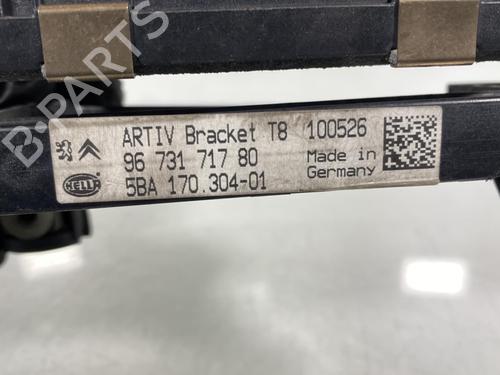 ARTIV Bracket T8 100526
96 731 717 80 Made in
5BA 170.304-01 Germany
HELLA
B-PARTS